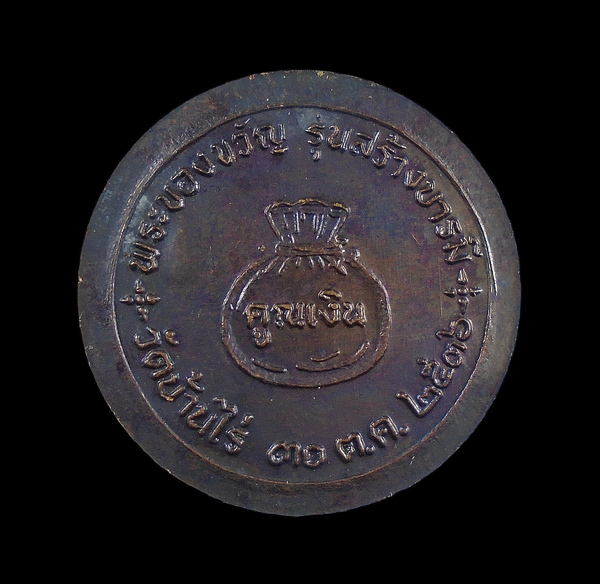 พระของขวัญ รุ่นสร้างบารมี
คูณเงิน
วัดบ้านไร่ ๓๐ ต.ค. ๒๕๓๖